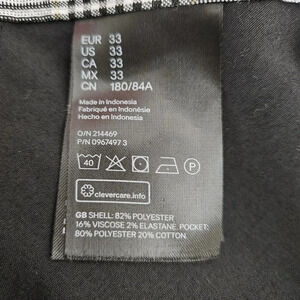 EUR 33
US 33
CA 33
MX 33
CN 180/84A
Made in Indonesia
Fabriqué en Indonésie
Hecho en Indonesia
O/N 214469
P/N 0967497 3
40
P
clevercare.info
GB SHELL: 82% POLYESTER
16% VISCOSE 2% ELASTANE. POCKET:
80% POLYESTER 20% COTTON.